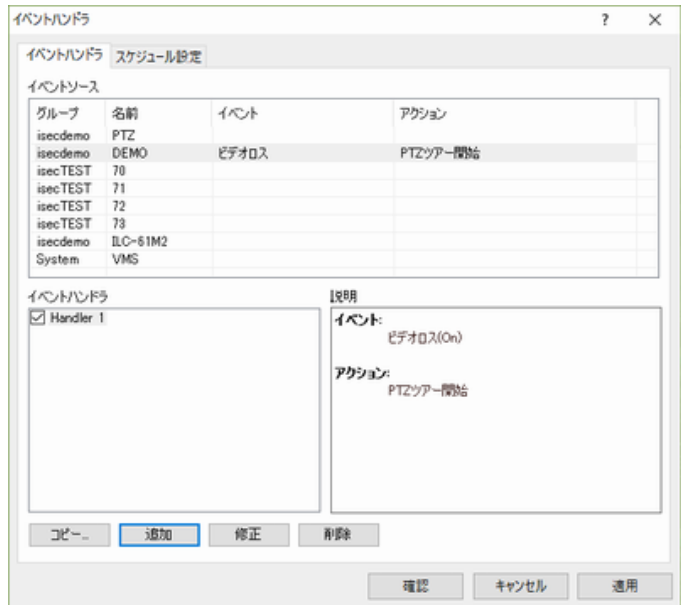 イベントハンドラ ? ×
イベントハンドラ スケジュール設定
イベントソース
グループ 名前 イベント アクション
isecdemo PTZ
isecdemo DEMO ビデオロス PTZツアー開始
isecTEST 70
isecTEST 71
isecTEST 72
isecTEST 73
isecdemo ILC-61M2
System VMS
イベントハンドラ 説明
Handler 1
イベント:
ビデオロス(On)
アクション:
PTZツアー開始
コピー... 追加 修正 削除
確認 キャンセル 適用